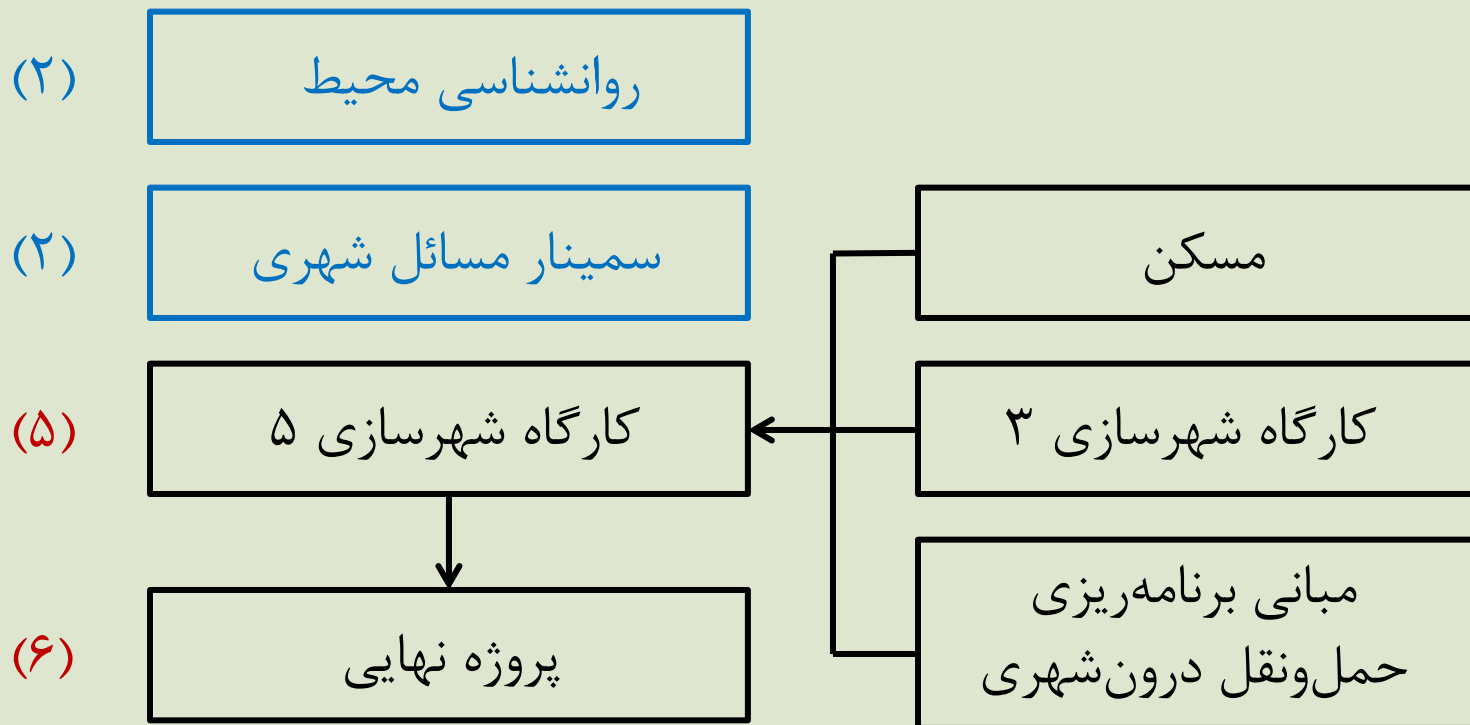 روانشناسی محیط
(۲)
مسکن
سمینار مسائل شهری
(۲)
کارگاه شهرسازی ۳
کارگاه شهرسازی ۵
(۵)
مبانی برنامه‌ریزی
حمل‌ونقل درون‌شهری
پروژه نهایی
(۶)